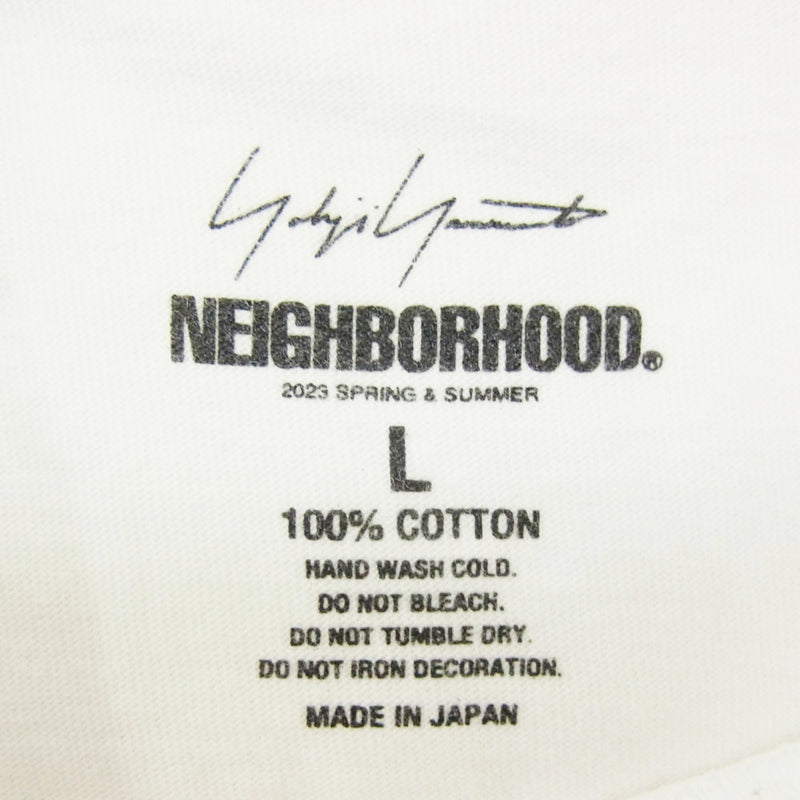 Yohji Yamamoto
NEIGHBORHOOD®
2023 SPRING & SUMMER
L
100% COTTON
HAND WASH COLD.
DO NOT BLEACH.
DO NOT TUMBLE DRY.
DO NOT IRON DECORATION.
MADE IN JAPAN